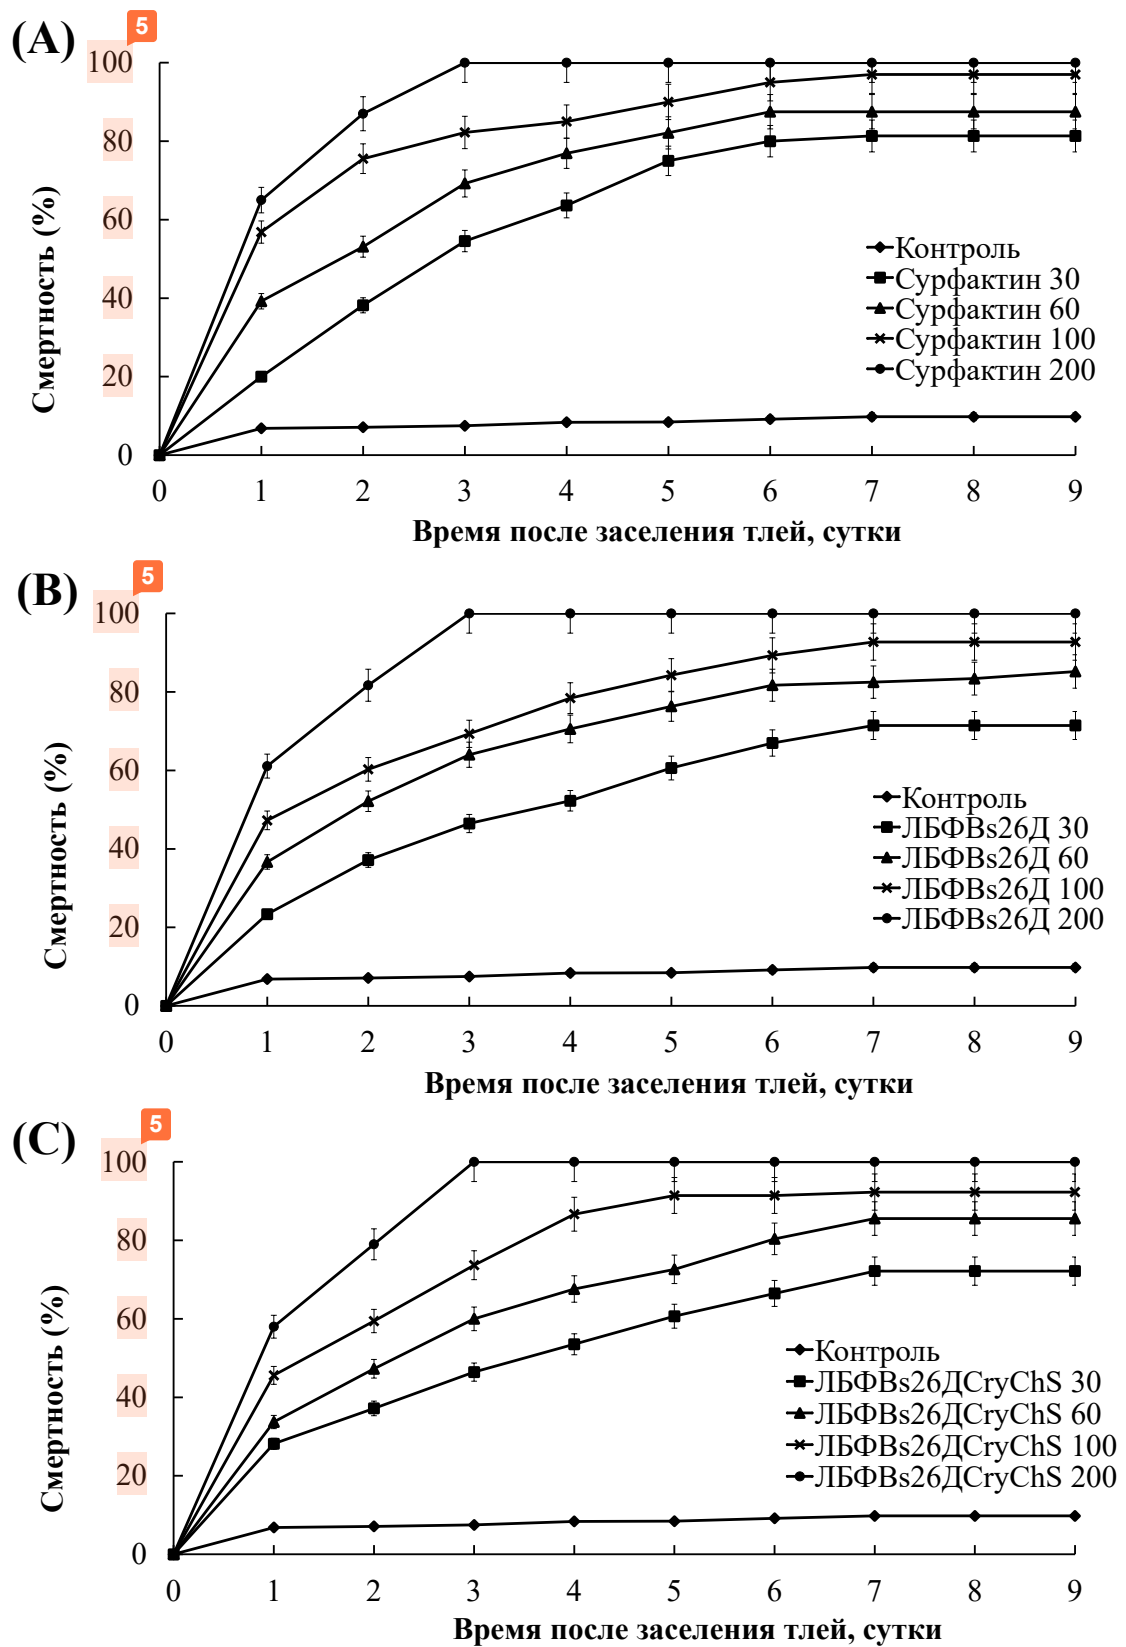 (A)
5
100
80
60
40
20
0
Смертность (%)
Контроль
Сурфактин 30
Сурфактин 60
Сурфактин 100
Сурфактин 200
0 1 2 3 4 5 6 7 8 9
Время после заселения тлей, сутки
(B)
5
100
80
60
40
20
0
Смертность (%)
Контроль
ЛБФBs26Д 30
ЛБФBs26Д 60
ЛБФBs26Д 100
ЛБФBs26Д 200
0 1 2 3 4 5 6 7 8 9
Время после заселения тлей, сутки
(C)
5
100
80
60
40
20
0
Смертность (%)
Контроль
ЛБФBs26ДCryChS 30
ЛБФBs26ДCryChS 60
ЛБФBs26ДCryChS 100
ЛБФBs26ДCryChS 200
0 1 2 3 4 5 6 7 8 9
Время после заселения тлей, сутки